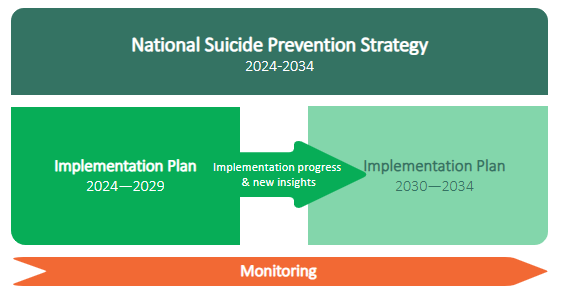 National Suicide Prevention Strategy
2024-2034
Implementation Plan
2024—2029
Implementation progress
& new insights
Implementation Plan
2030—2034
Monitoring